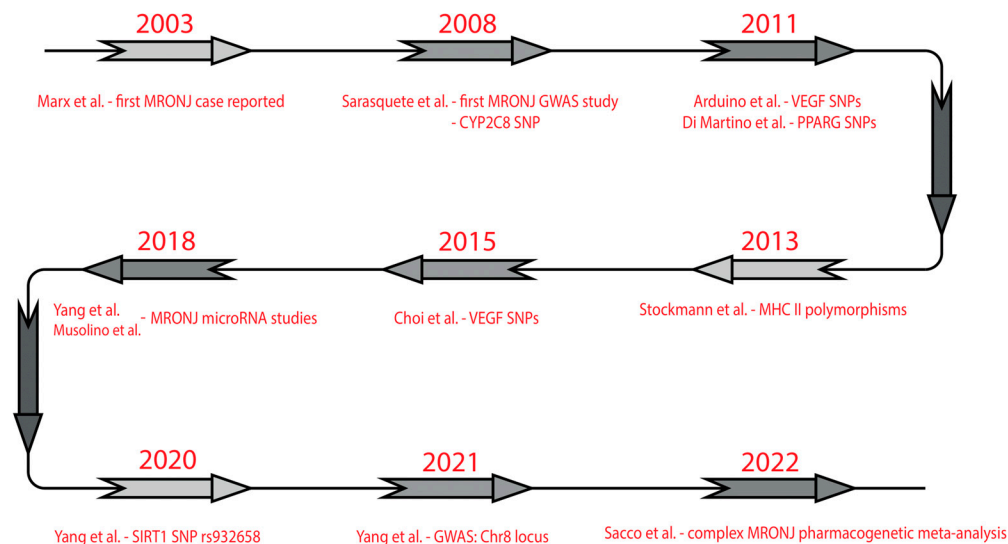 2003
Marx et al. - first MRONJ case reported
2008
Sarasquete et al. - first MRONJ GWAS study
- CYP2C8 SNP
2011
Arduino et al. - VEGF SNPs
Di Martino et al. - PPARG SNPs
2013
Stockmann et al. - MHC II polymorphisms
2015
Choi et al. - VEGF SNPs
2018
Yang et al.
Musolino et al. - MRONJ microRNA studies
2020
Yang et al. - SIRT1 SNP rs932658
2021
Yang et al. - GWAS: Chr8 locus
2022
Sacco et al. - complex MRONJ pharmacogenetic meta-analysis